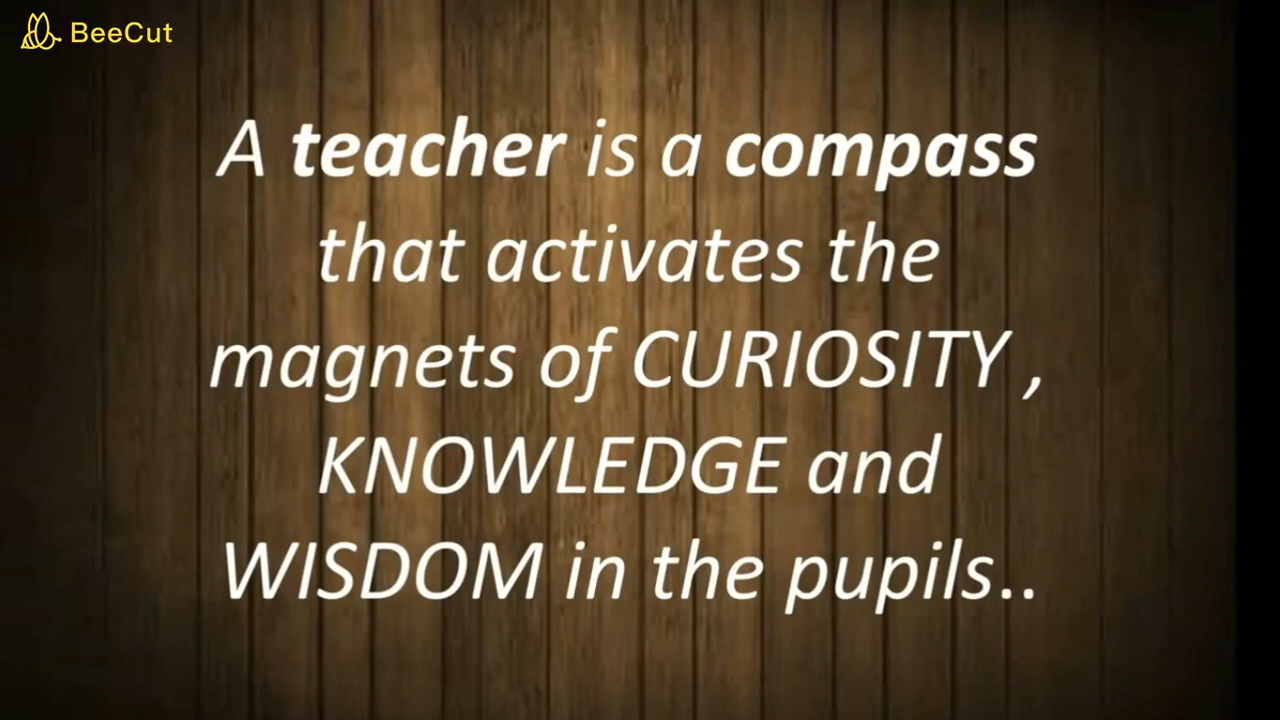 BeeCut
A teacher is a compass
that activates the
magnets of CURIOSITY ,
KNOWLEDGE and
WISDOM in the pupils..